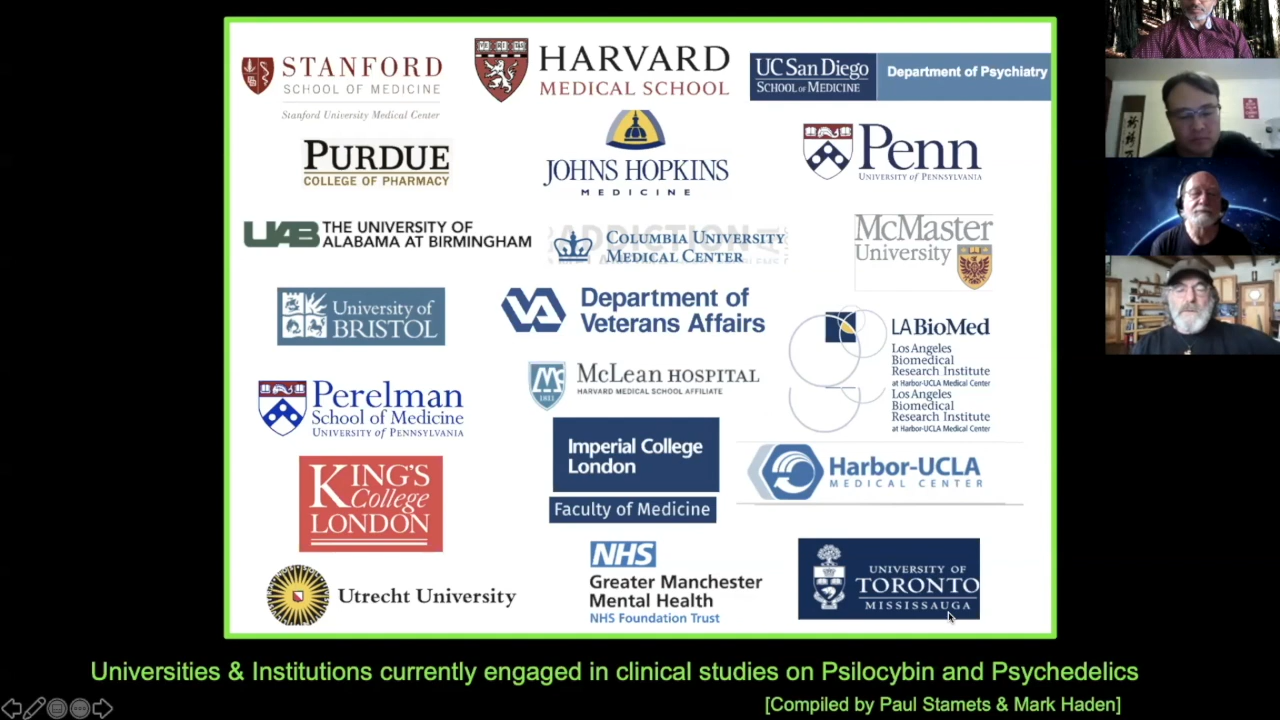 STANFORD
SCHOOL OF MEDICINE
Stanford University Medical Center
HARVARD
MEDICAL SCHOOL
UC San Diego
SCHOOL OF MEDICINE
Department of Psychiatry
PURDUE
COLLEGE OF PHARMACY
JOHNS HOPKINS
MEDICINE
Penn
UNIVERSITY of PENNSYLVANIA
UAB THE UNIVERSITY OF
ALABAMA AT BIRMINGHAM
ADDICTION
COLUMBIA UNIVERSITY
MEDICAL CENTER
McMaster
University
University of
BRISTOL
VA
Department of
Veterans Affairs
LABioMed
Los Angeles
Biomedical
Research Institute
at Harbor-UCLA Medical Center
Los Angeles
Biomedical
Research Institute
at Harbor-UCLA Medical Center
Perelman
School of Medicine
UNIVERSITY of PENNSYLVANIA
M
1811
MCLEAN HOSPITAL
HARVARD MEDICAL SCHOOL AFFILIATE
Imperial College
London
Faculty of Medicine
Harbor-UCLA
MEDICAL CENTER
KING'S
College
LONDON
Utrecht University
NHS
Greater Manchester
Mental Health
NHS Foundation Trust
UNIVERSITY OF
TORONTO
MISSISSAUGA
Universities & Institutions currently engaged in clinical studies on Psilocybin and Psychedelics
[Compiled by Paul Stamets & Mark Haden]